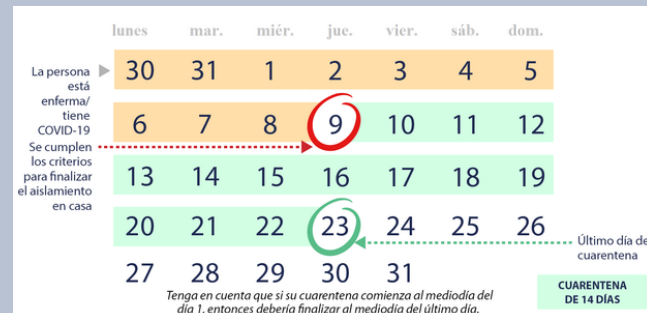 lunes mar. miér. jue. vier. sáb. dom.
La persona
está
enferma/
tiene
COVID-19
30 31 1 2 3 4 5
6 7 8 9 10 11 12
Se cumplen
los criterios
para finalizar
el aislamiento
en casa
13 14 15 16 17 18 19
20 21 22 23 24 25 26
Último día de
cuarentena
27 28 29 30 31
Tenga en cuenta que si su cuarentena comienza al mediodía del
día 1, entonces debería finalizar al mediodía del último día.
CUARENTENA
DE 14 DÍAS